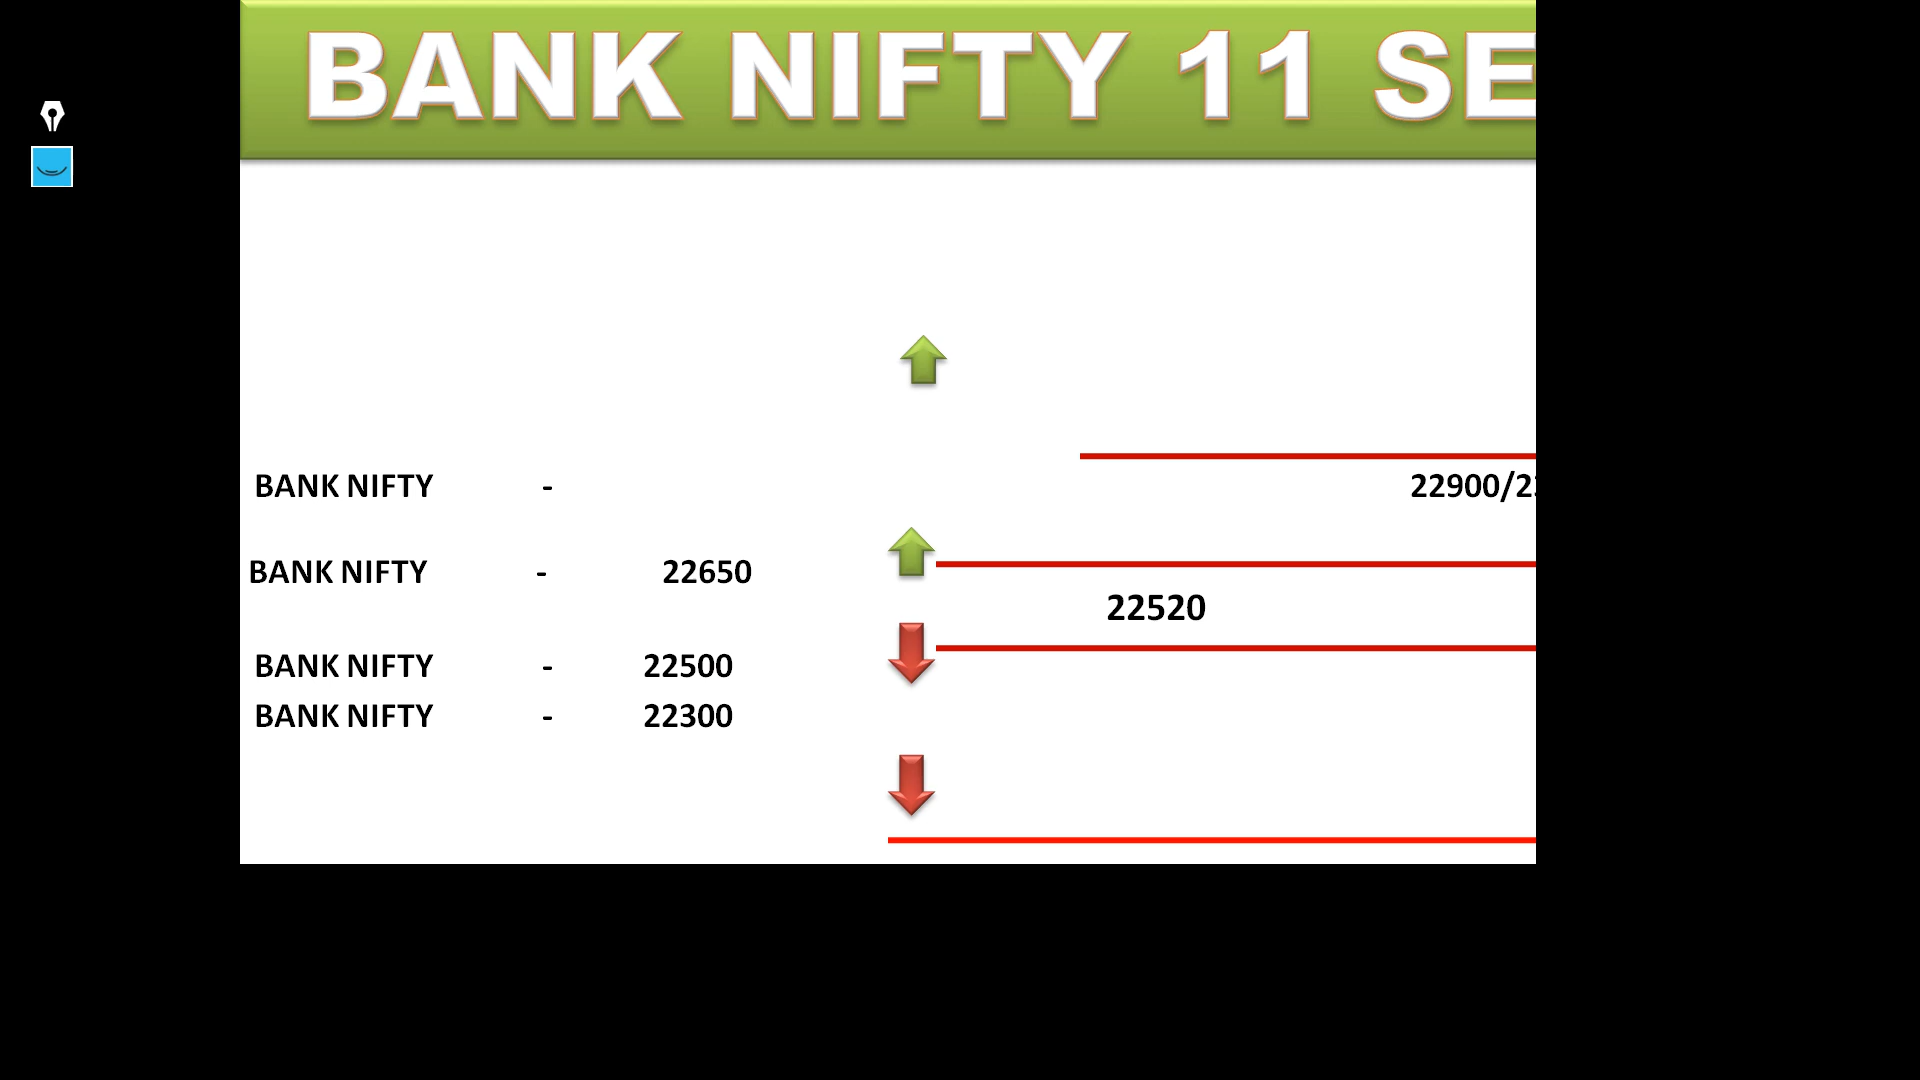 BANK NIFTY 11 SE
BANK NIFTY - 22900/2
BANK NIFTY - 22650
22520
BANK NIFTY - 22500
BANK NIFTY - 22300